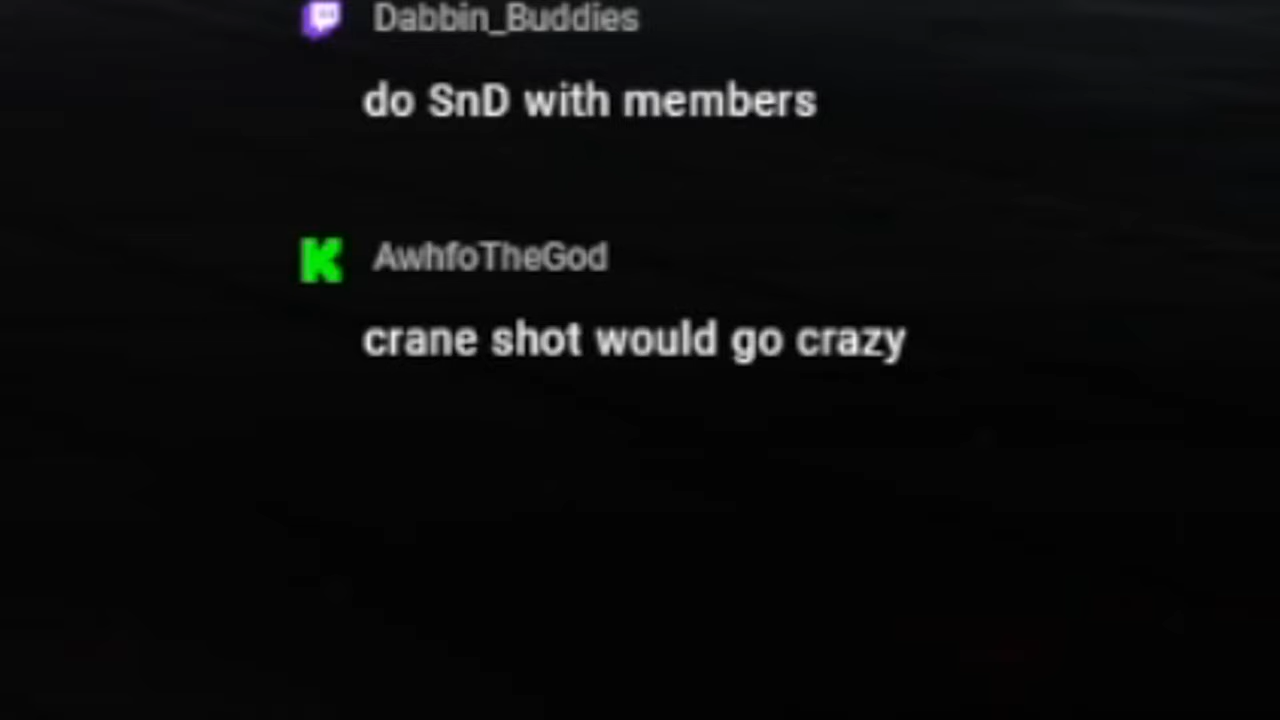 Dabbin_Buddies
do SnD with members
AwhfoTheGod
crane shot would go crazy